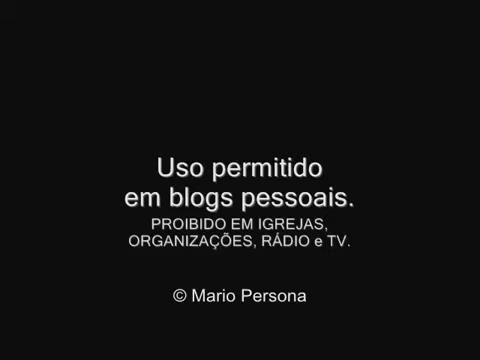 Uso permitido
em blogs pessoais.
PROIBIDO EM IGREJAS,
ORGANIZAÇÕES, RÁDIO e TV.
© Mario Persona